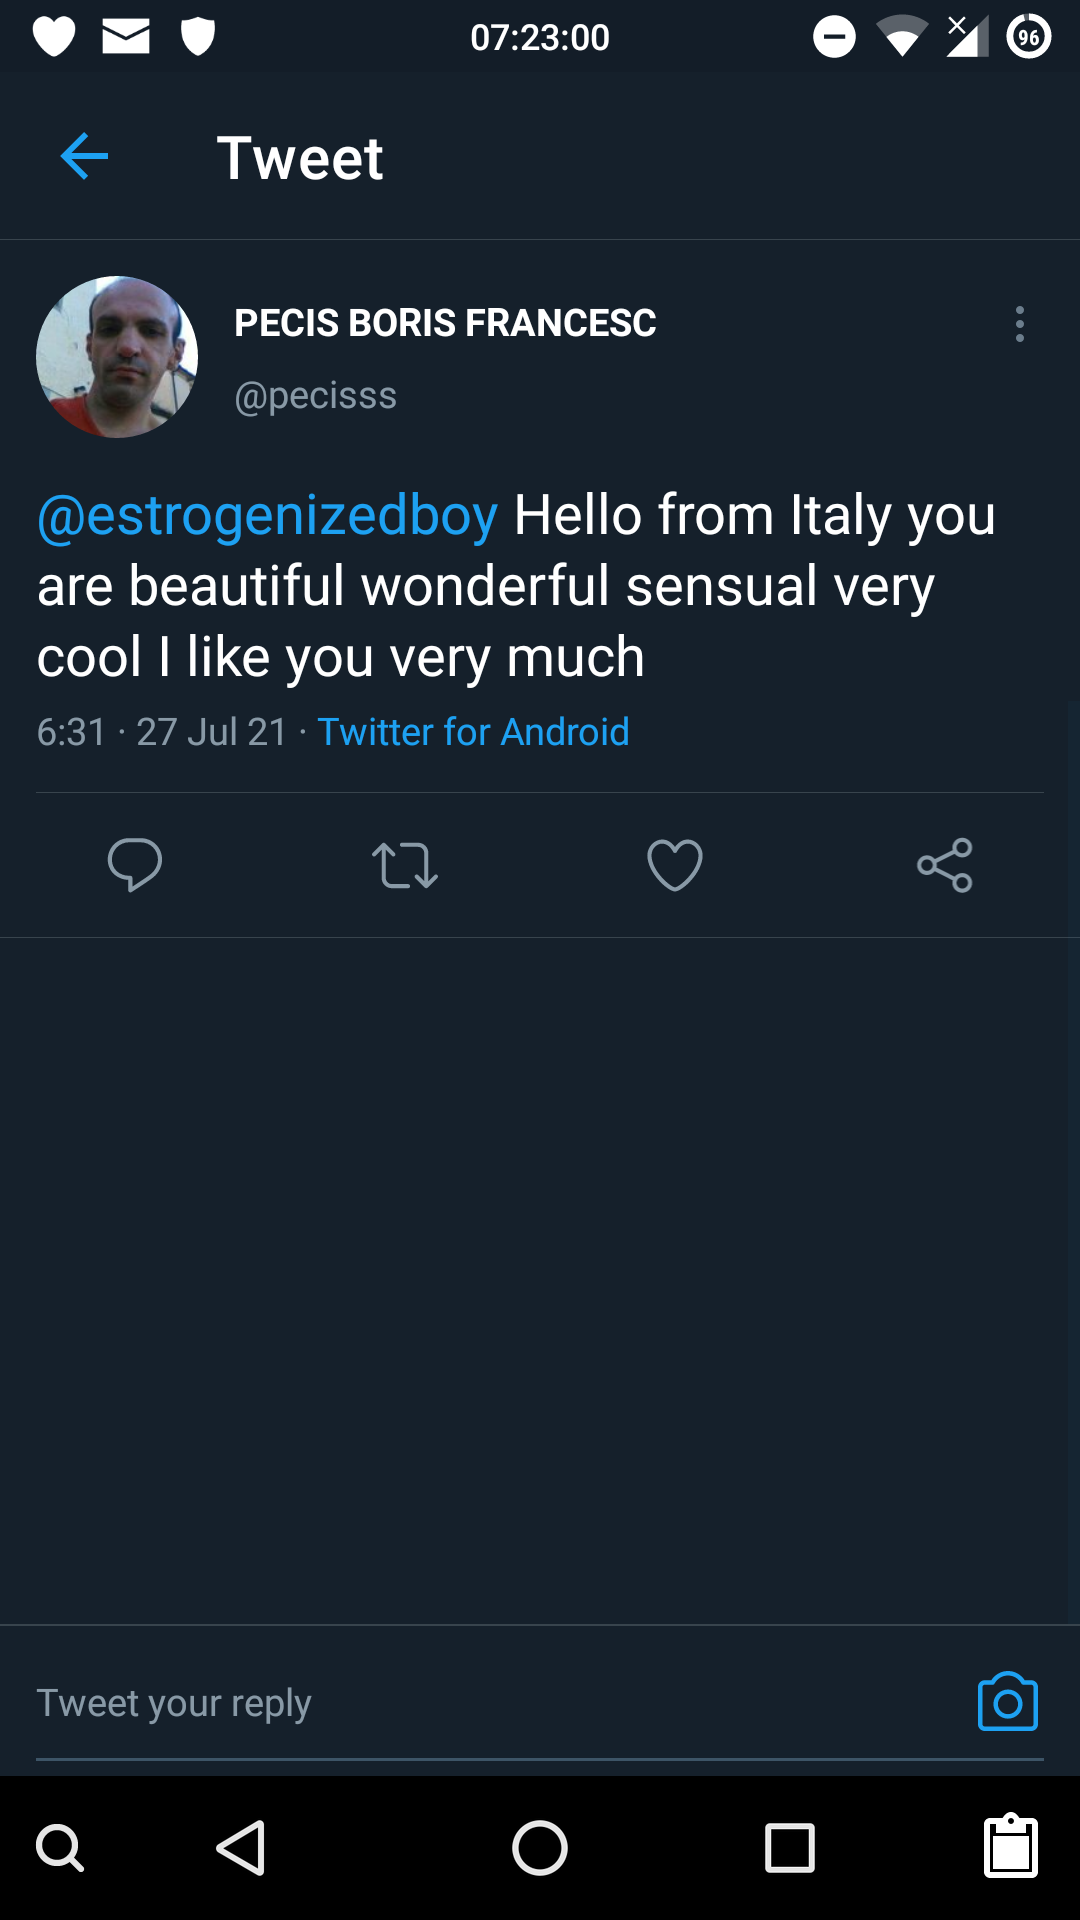 07:23:00
96
Tweet
PECIS BORIS FRANCESC
@pecisss
@estrogenizedboy Hello from Italy you
are beautiful wonderful sensual very
cool I like you very much
6:31 · 27 Jul 21 · Twitter for Android
Tweet your reply